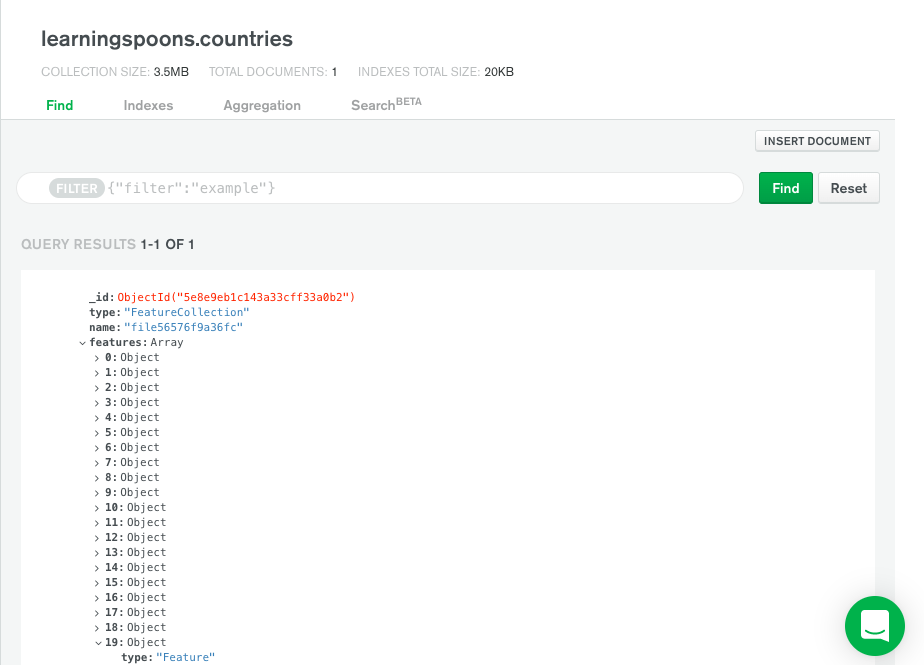 learningspoons.countries
COLLECTION SIZE: 3.5MB TOTAL DOCUMENTS: 1 INDEXES TOTAL SIZE: 20KB
Find Indexes Aggregation SearchBETA
INSERT DOCUMENT
FILTER {"filter":"example"} Find Reset
QUERY RESULTS 1-1 OF 1
_id:ObjectId("5e8e9eb1c143a33cff33a0b2")
type:"FeatureCollection"
name:"file56576f9a36fc"
features:Array
0:Object
1:Object
2:Object
3:Object
4:Object
5:Object
6:Object
7:Object
8:Object
9:Object
10:Object
11:Object
12:Object
13:Object
14:Object
15:Object
16:Object
17:Object
18:Object
19:Object
type:"Feature"